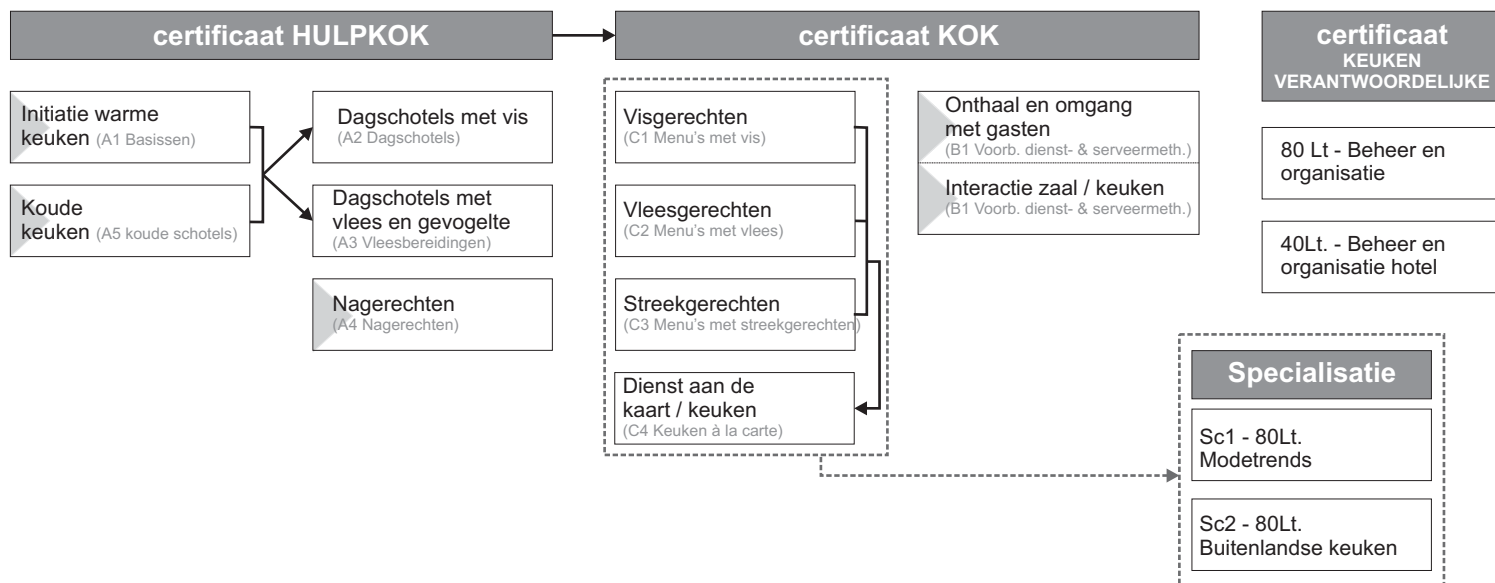 certificaat HULPKOK
Initiatie warme
keuken (A1 Basissen)
Koude
keuken (A5 koude schotels)
Dagschotels met vis
(A2 Dagschotels)
Dagschotels met
vlees en gevogelte
(A3 Vleesbereidingen)
Nagerechten
(A4 Nagerechten)
certificaat KOK
Visgerechten
(C1 Menu's met vis)
Vleesgerechten
(C2 Menu's met vlees)
Streekgerechten
(C3 Menu's met streekgerechten)
Dienst aan de
kaart / keuken
(C4 Keuken à la carte)
Onthaal en omgang
met gasten
(B1 Voorb. dienst- & serveermeth.)
Interactie zaal / keuken
(B1 Voorb. dienst- & serveermeth.)
certificaat
KEUKEN
VERANTWOORDELIJKE
80 Lt - Beheer en
organisatie
40Lt. - Beheer en
organisatie hotel
Specialisatie
Sc1 - 80Lt.
Modetrends
Sc2 - 80Lt.
Buitenlandse keuken